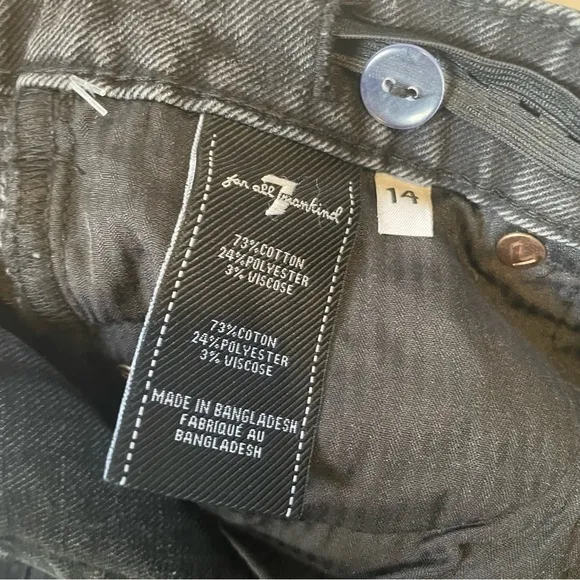 for all 7 mankind
14
73%COTTON
24%POLYESTER
3% VISCOSE
73%COTON
24%POLYESTER
3% VISCOSE
MADE IN BANGLADESH
FABRIQUÉ AU
BANGLADESH